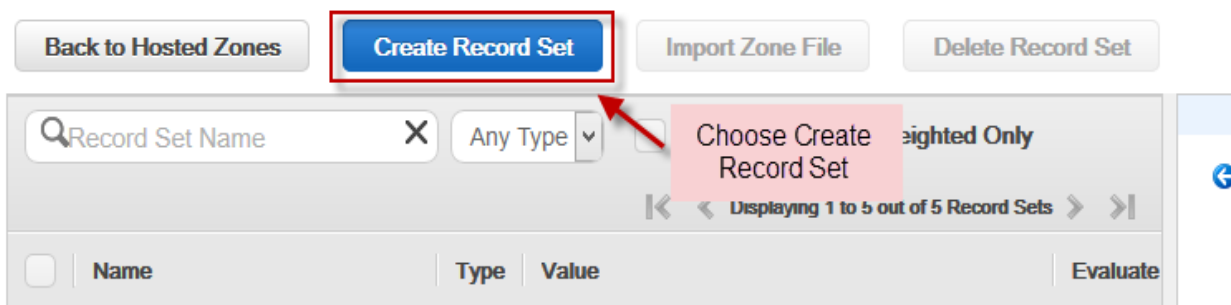 Back to Hosted Zones Create Record Set Import Zone File Delete Record Set
Record Set Name Any Type eighted Only
Choose Create
Record Set
Displaying 1 to 5 out of 5 Record Sets
Name Type Value Evaluate